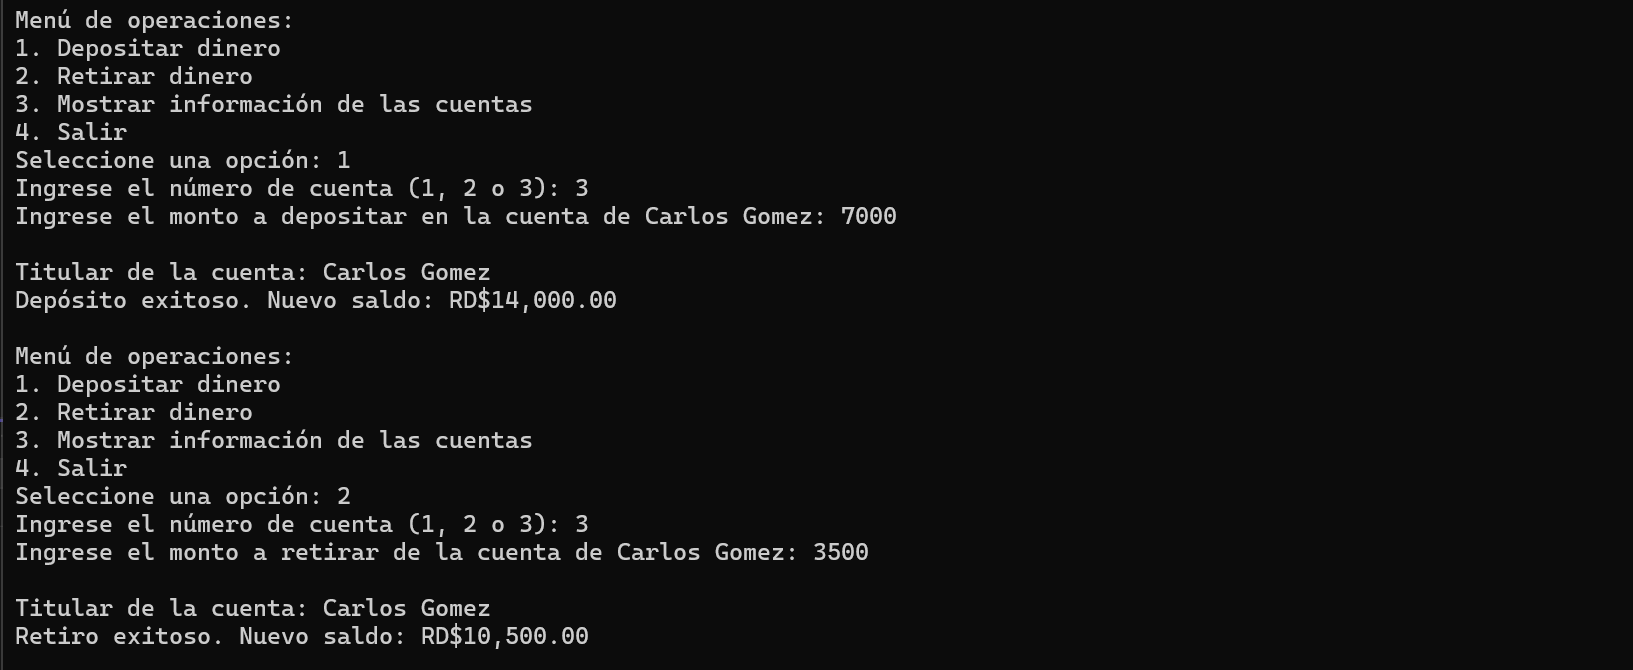 Menú de operaciones:
1. Depositar dinero
2. Retirar dinero
3. Mostrar información de las cuentas
4. Salir
Seleccione una opción: 1
Ingrese el número de cuenta (1, 2 o 3): 3
Ingrese el monto a depositar en la cuenta de Carlos Gomez: 7000
Titular de la cuenta: Carlos Gomez
Depósito exitoso. Nuevo saldo: RD$14,000.00
Menú de operaciones:
1. Depositar dinero
2. Retirar dinero
3. Mostrar información de las cuentas
4. Salir
Seleccione una opción: 2
Ingrese el número de cuenta (1, 2 o 3): 3
Ingrese el monto a retirar de la cuenta de Carlos Gomez: 3500
Titular de la cuenta: Carlos Gomez
Retiro exitoso. Nuevo saldo: RD$10,500.00